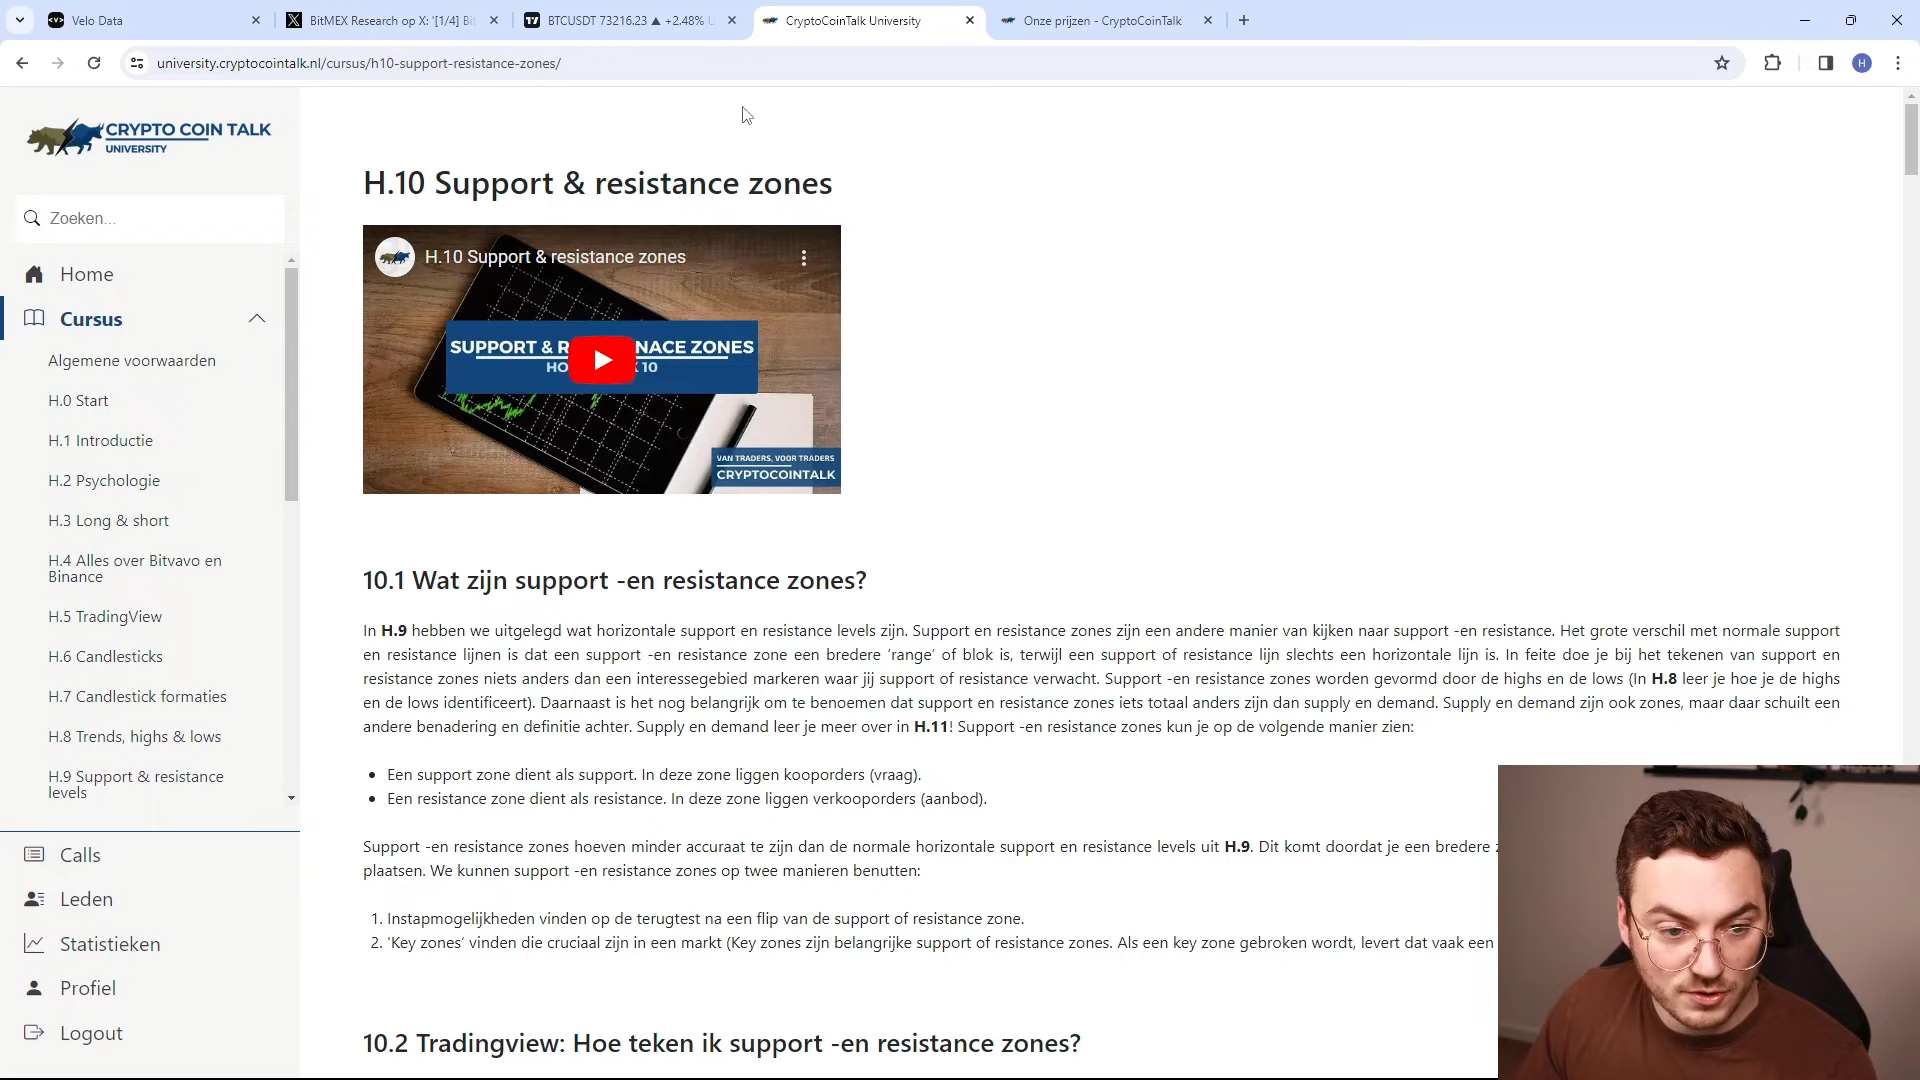 Velo Data
BitMEX Research op X: '[1/4] Bi
BTCUSDT 73216.23 ▲ +2.48%
CryptoCoinTalk University
Onze prijzen - CryptoCoinTalk
university.cryptocointalk.nl/cursus/h10-support-resistance-zones/
H
CRYPTO COIN TALK
UNIVERSITY
Zoeken...
Home
Cursus
Algemene voorwaarden
H.0 Start
H.1 Introductie
H.2 Psychologie
H.3 Long & short
H.4 Alles over Bitvavo en
Binance
H.5 TradingView
H.6 Candlesticks
H.7 Candlestick formaties
H.8 Trends, highs & lows
H.9 Support & resistance
levels
Calls
Leden
Statistieken
Profiel
Logout
H.10 Support & resistance zones
H.10 Support & resistance zones
SUPPORT & R NACE ZONES
HO 10
VAN TRADERS, VOOR TRADERS
CRYPTOCOINTALK
10.1 Wat zijn support -en resistance zones?
In H.9 hebben we uitgelegd wat horizontale support en resistance levels zijn. Support en resistance zones zijn een andere manier van kijken naar support -en resistance. Het grote verschil met normale support
en resistance lijnen is dat een support -en resistance zone een bredere 'range' of blok is, terwijl een support of resistance lijn slechts een horizontale lijn is. In feite doe je bij het tekenen van support en
resistance zones niets anders dan een interessegebied markeren waar jij support of resistance verwacht. Support -en resistance zones worden gevormd door de highs en de lows (In H.8 leer je hoe je de highs
en de lows identificeert). Daarnaast is het nog belangrijk om te benoemen dat support en resistance zones iets totaal anders zijn dan supply en demand. Supply en demand zijn ook zones, maar daar schuilt een
andere benadering en definitie achter. Supply en demand leer je meer over in H.11! Support -en resistance zones kun je op de volgende manier zien:
• Een support zone dient als support. In deze zone liggen kooporders (vraag).
• Een resistance zone dient als resistance. In deze zone liggen verkooporders (aanbod).
Support -en resistance zones hoeven minder accuraat te zijn dan de normale horizontale support en resistance levels uit H.9. Dit komt doordat je een bredere
plaatsen. We kunnen support -en resistance zones op twee manieren benutten:
1. Instapmogelijkheden vinden op de terugtest na een flip van de support of resistance zone.
2. 'Key zones' vinden die cruciaal zijn in een markt (Key zones zijn belangrijke support of resistance zones. Als een key zone gebroken wordt, levert dat vaak een
10.2 Tradingview: Hoe teken ik support -en resistance zones?